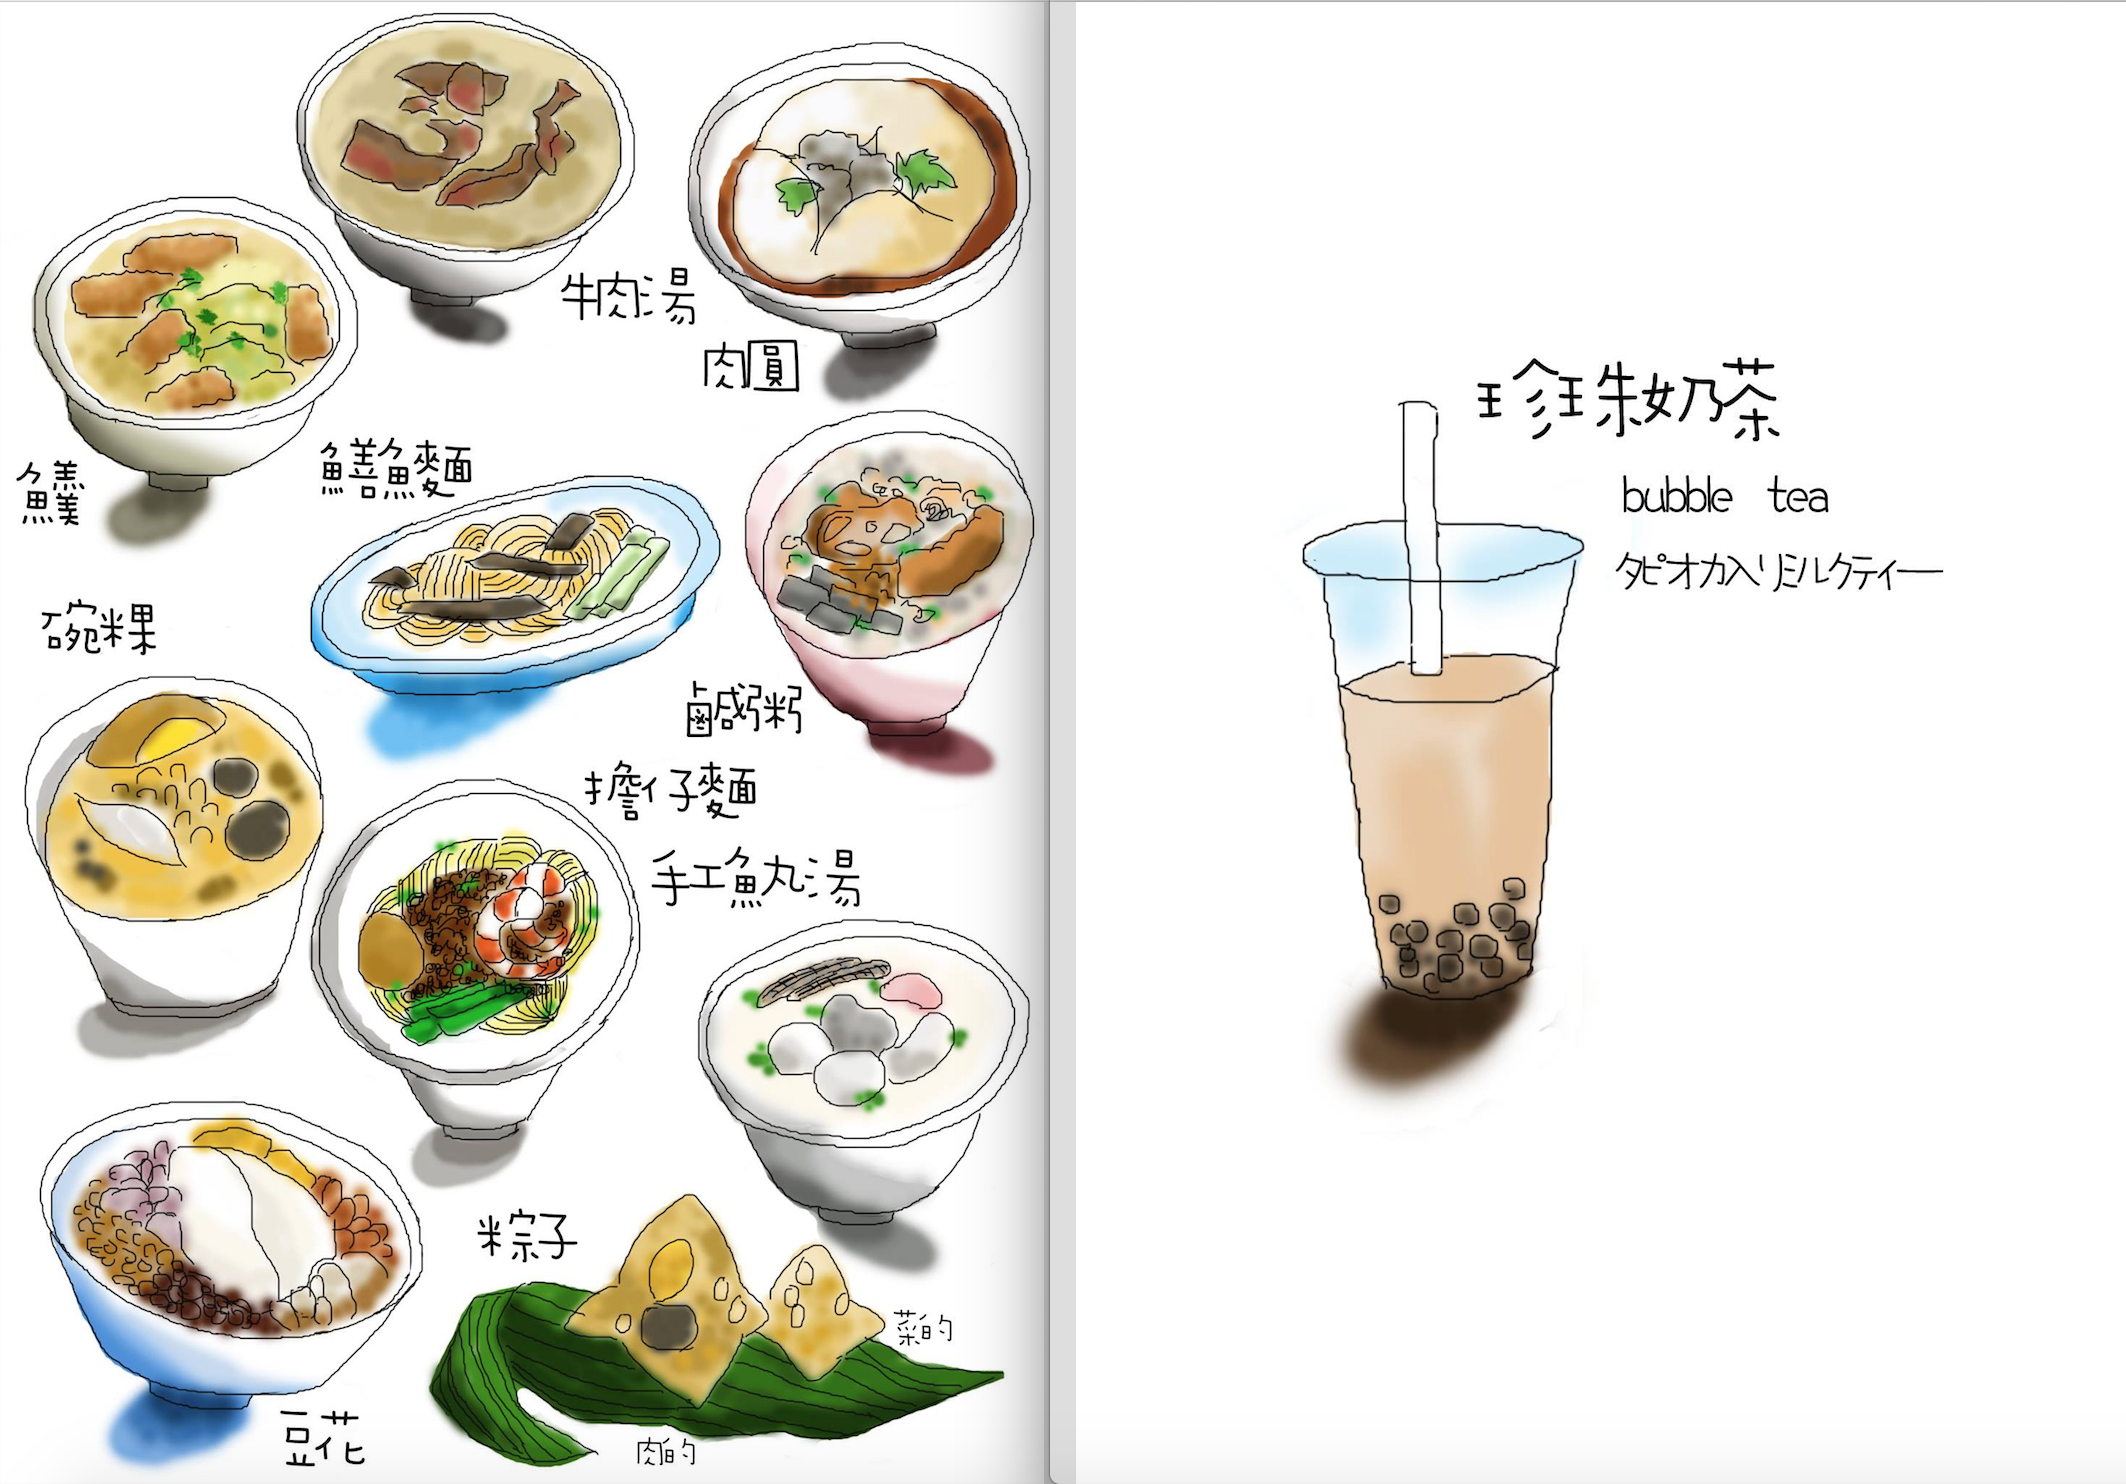 牛肉湯
肉圓
魚羹
鱔魚麵
碗粿
鹹粥
擔仔麵
手工魚丸湯
粽子
菜的
肉的
豆花
珍珠奶茶
bubble tea
タピオカ入りミルクティー